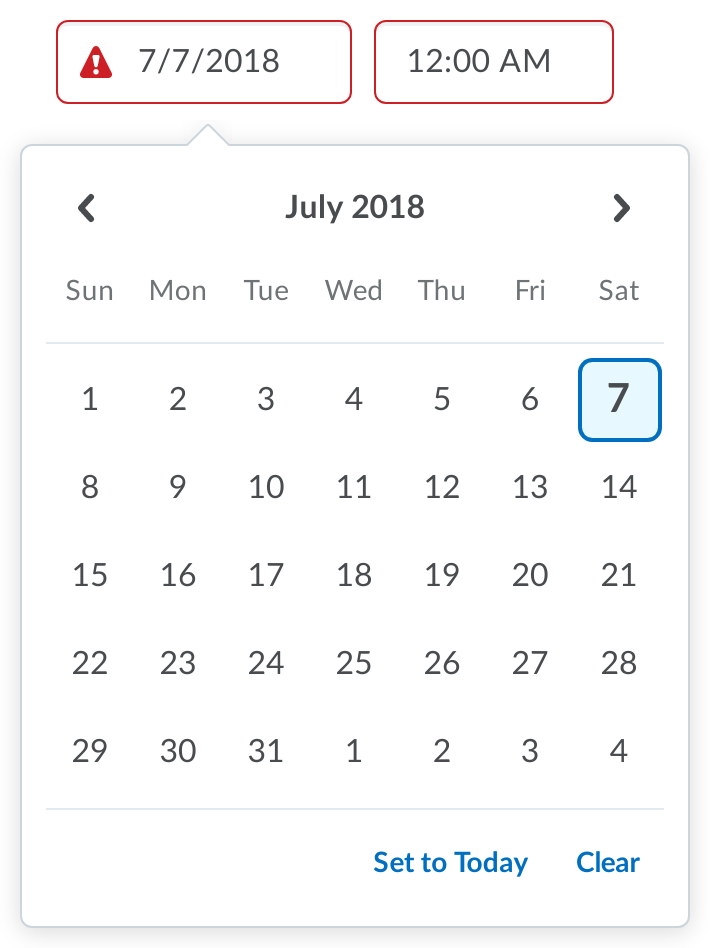 7/7/2018 12:00 AM
July 2018
Sun Mon Tue Wed Thu Fri Sat
1 2 3 4 5 6 7
8 9 10 11 12 13 14
15 16 17 18 19 20 21
22 23 24 25 26 27 28
29 30 31 1 2 3 4
Set to Today Clear